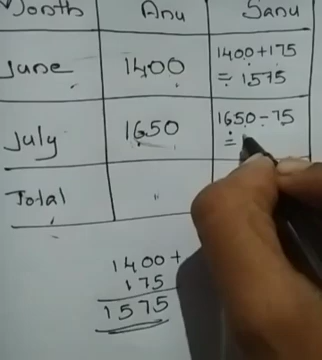 Month Anu Sanu
June 1400 1400+175
= 1575
July 1650 1650-75
=
Total "
1400+
175
1575